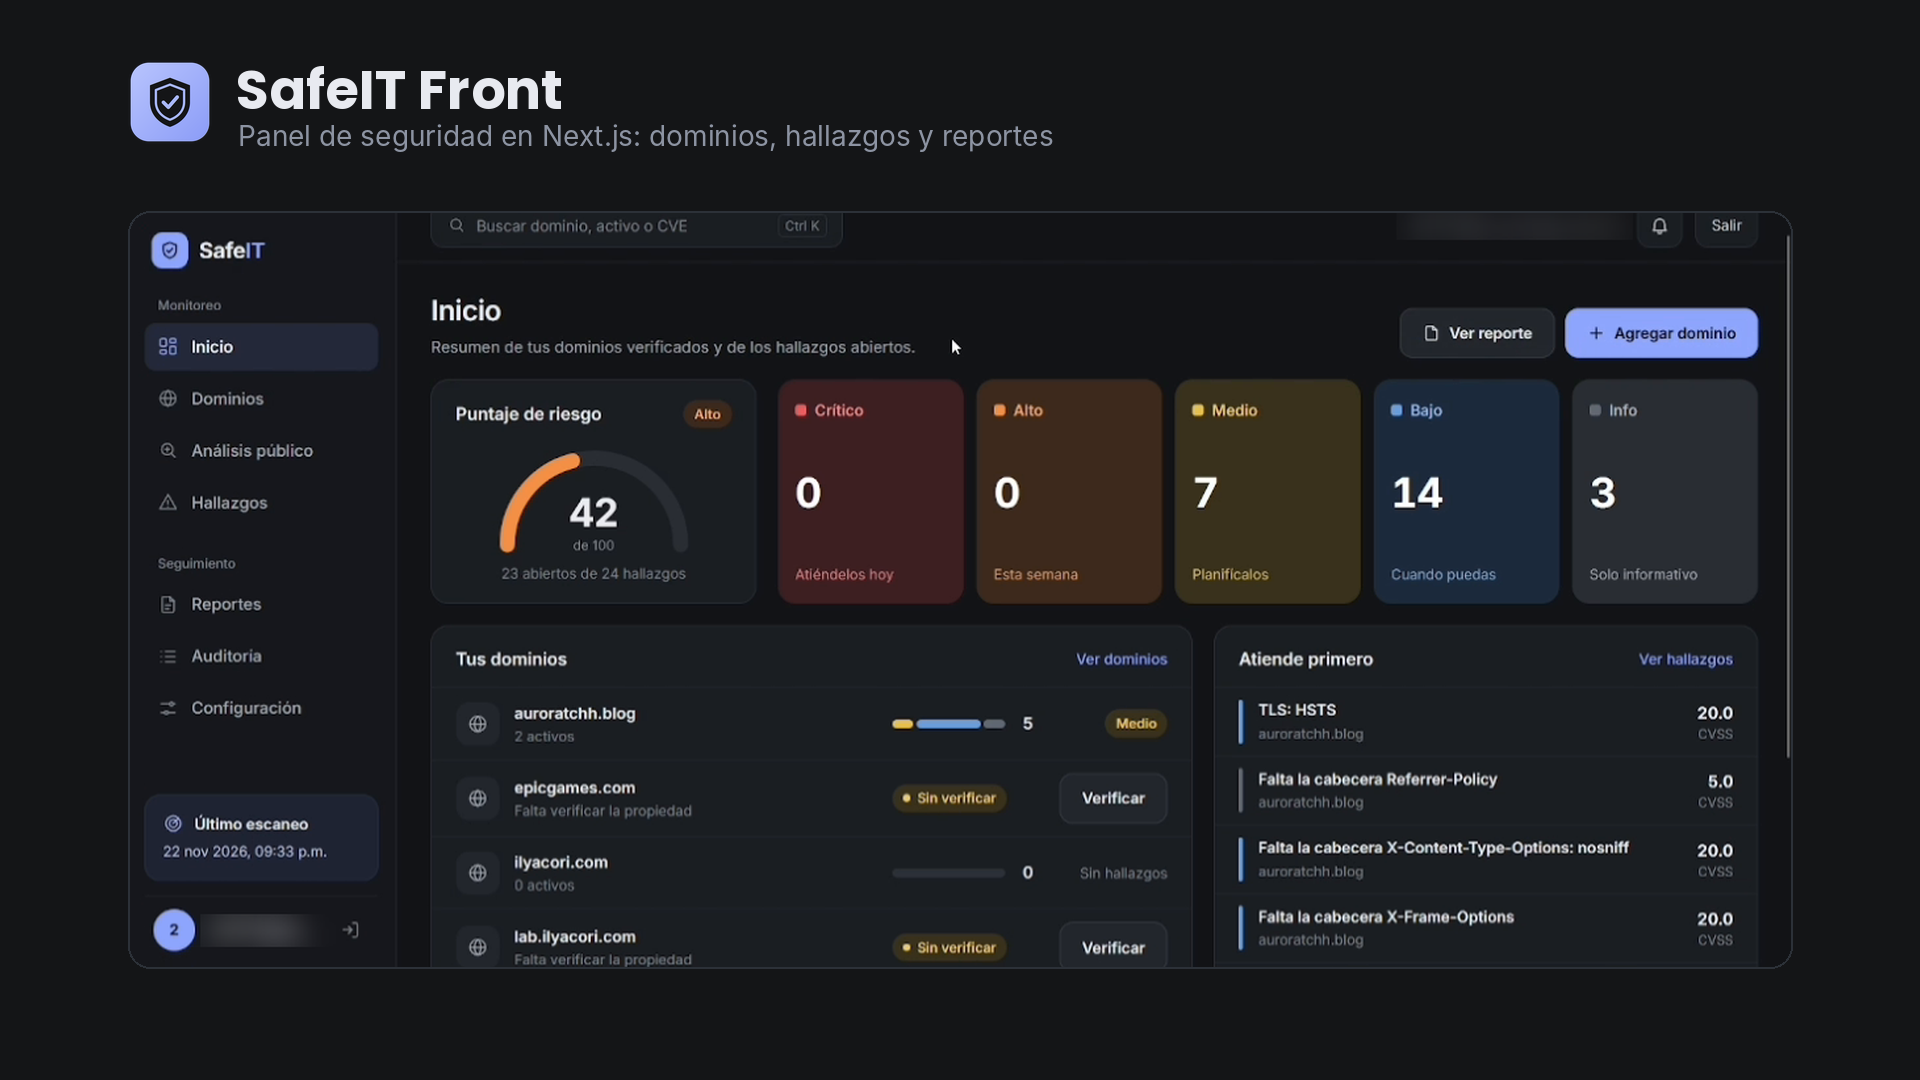 SafeIT Front
Panel de seguridad en Next.js: dominios, hallazgos y reportes
SafeIT
Monitoreo
Inicio
Dominios
Análisis público
Hallazgos
Seguimiento
Reportes
Auditoria
Configuración
Último escaneo
22 nov 2026, 09:33 p.m.
2
Buscar dominio, activo o CVE
Ctrl K
Salir
Inicio
Resumen de tus dominios verificados y de los hallazgos abiertos.
Ver reporte
+ Agregar dominio
Puntaje de riesgo
Alto
42
de 100
23 abiertos de 24 hallazgos
Crítico
0
Atiéndelos hoy
Alto
0
Esta semana
Medio
7
Planifícalos
Bajo
14
Cuando puedas
Info
3
Solo informativo
Tus dominios
Ver dominios
auroratchh.blog
2 activos
5
Medio
epicgames.com
Falta verificar la propiedad
Sin verificar
Verificar
ilyacori.com
0 activos
0
Sin hallazgos
lab.ilyacori.com
Falta verificar la propiedad
Sin verificar
Verificar
Atiende primero
Ver hallazgos
TLS: HSTS
auroratchh.blog
20.0
CVSS
Falta la cabecera Referrer-Policy
auroratchh.blog
5.0
CVSS
Falta la cabecera X-Content-Type-Options: nosniff
auroratchh.blog
20.0
CVSS
Falta la cabecera X-Frame-Options
auroratchh.blog
20.0
CVSS